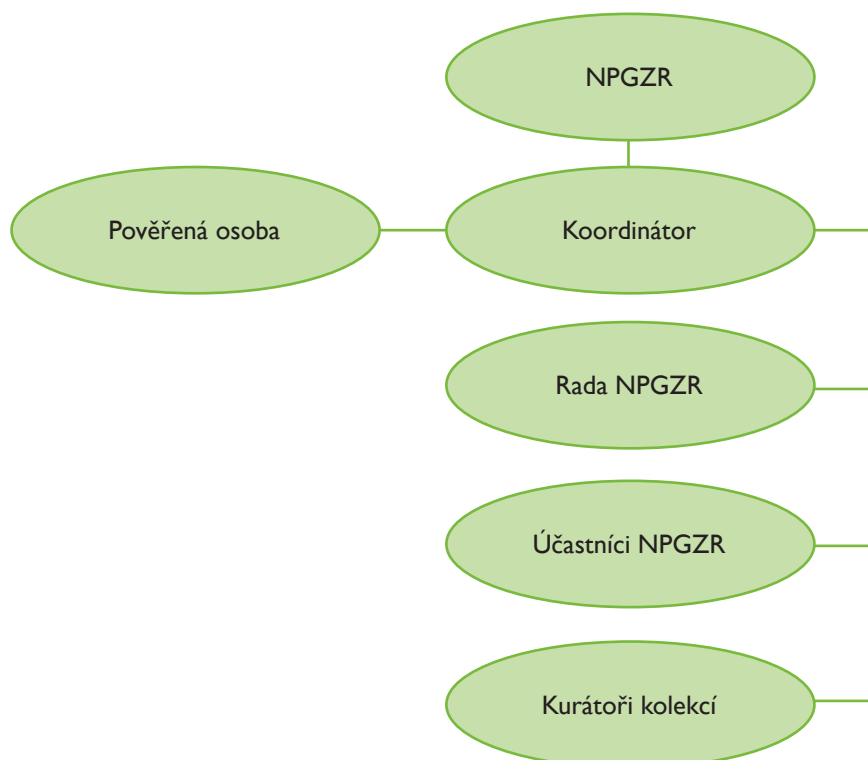 NPGZR
Pověřená osoba
Koordinátor
Rada NPGZR
Účastníci NPGZR
Kurátoři kolekcí